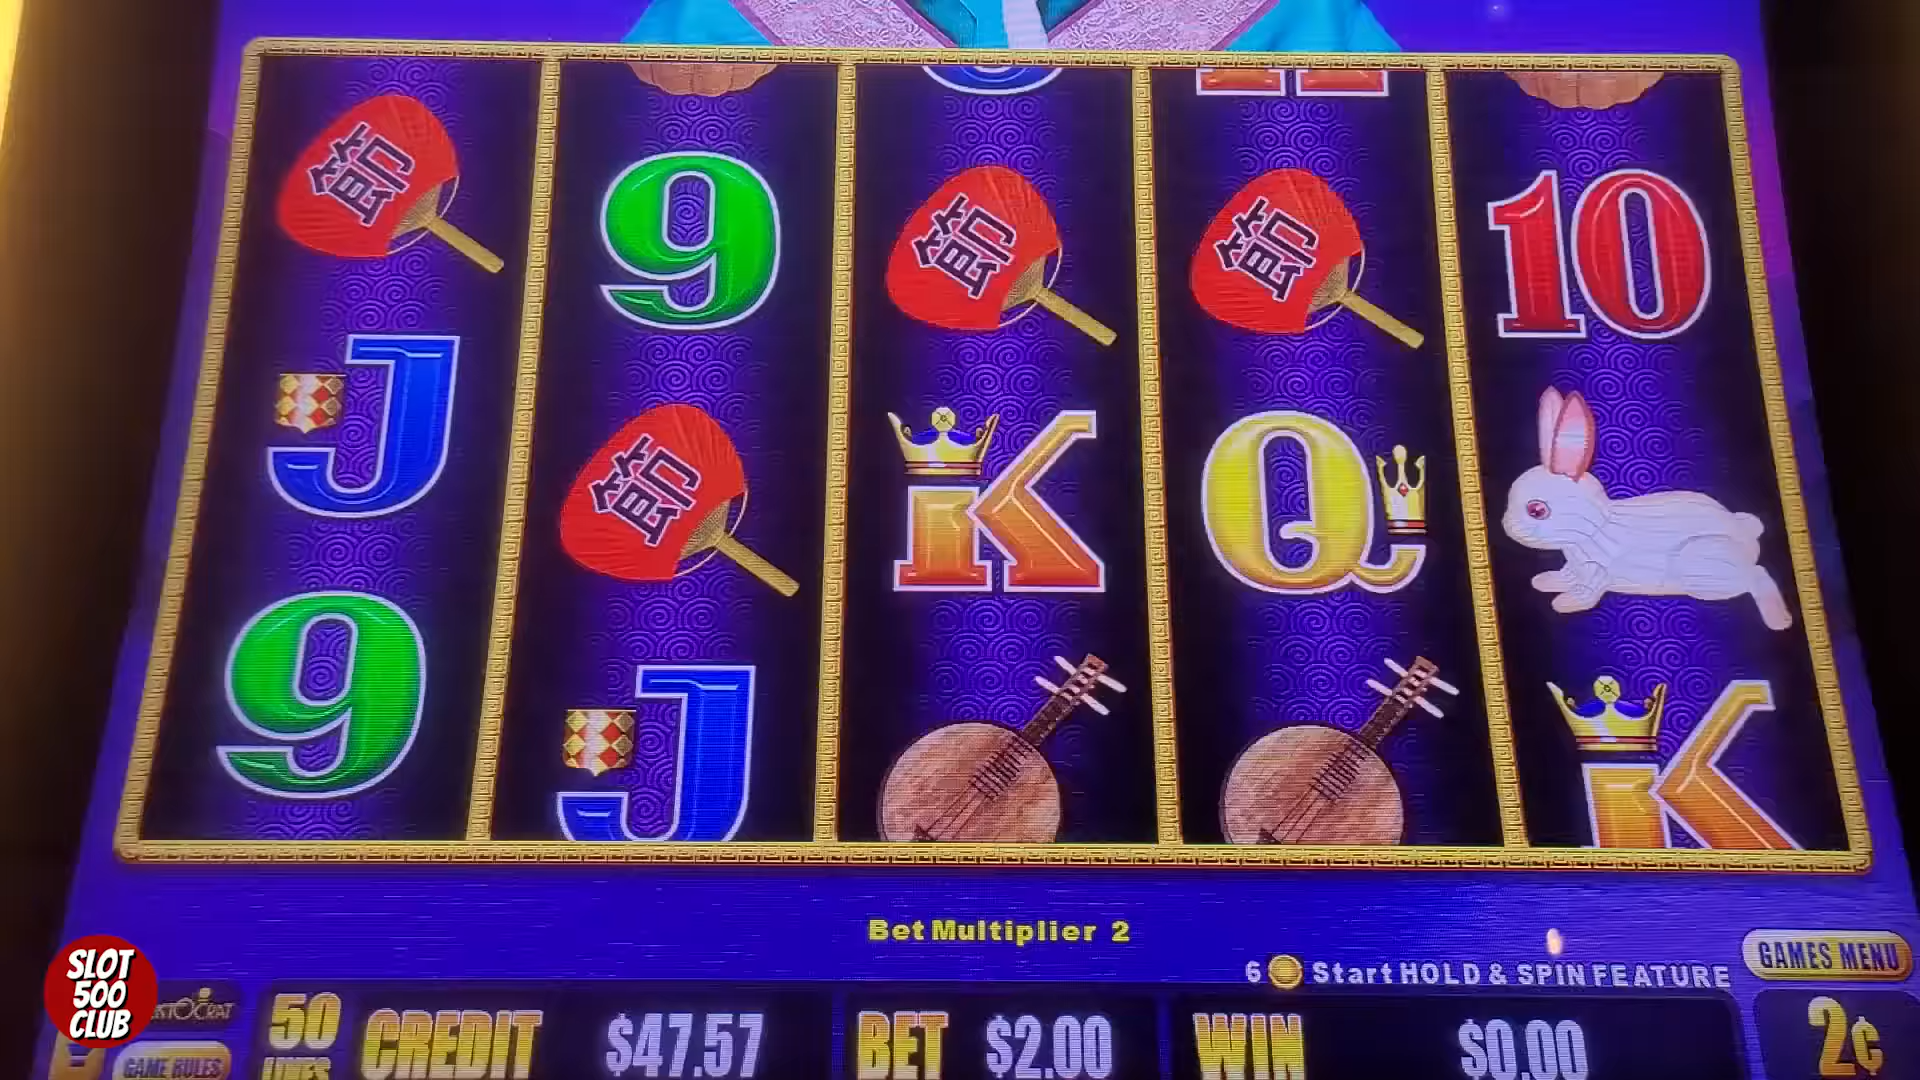 節
9
節
節
10
J
節
K
Q
9
J
K
Bet Multiplier 2
6 Start HOLD & SPIN FEATURE
GAMES MENU
SLOT
500
CLUB
50
LINES
CREDIT $47.57
BET $2.00
WIN $0.00
2¢
GAME RULES